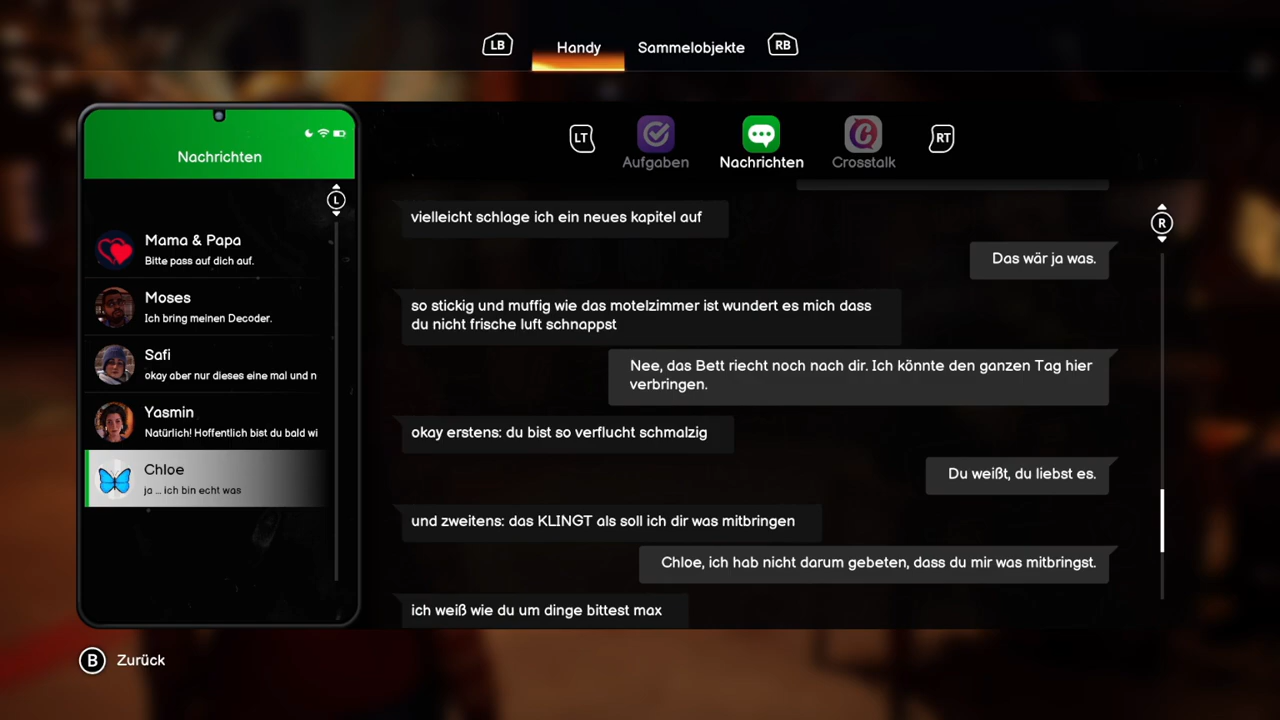 LB
Handy
Sammelobjekte
RB
Nachrichten
L
Mama & Papa
Bitte pass auf dich auf.
Moses
Ich bring meinen Decoder.
Safi
okay aber nur dieses eine mal und n
Yasmin
Natürlich! Hoffentlich bist du bald wi
Chloe
ja ... ich bin echt was
LT
Aufgaben
Nachrichten
Crosstalk
RT
R
vielleicht schlage ich ein neues kapitel auf
Das wär ja was.
so stickig und muffig wie das motelzimmer ist wundert es mich dass
du nicht frische luft schnappst
Nee, das Bett riecht noch nach dir. Ich könnte den ganzen Tag hier
verbringen.
okay erstens: du bist so verflucht schmalzig
Du weißt, du liebst es.
und zweitens: das KLINGT als soll ich dir was mitbringen
Chloe, ich hab nicht darum gebeten, dass du mir was mitbringst.
ich weiß wie du um dinge bittest max
B
Zurück